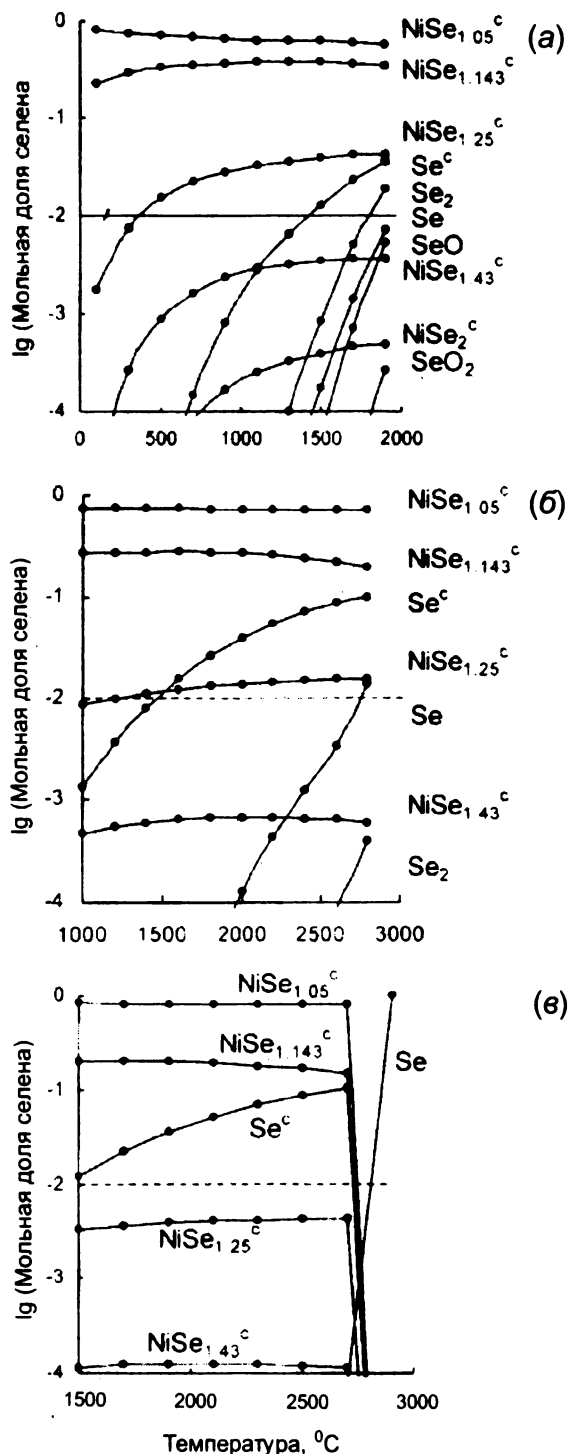 (а)
lg (Мольная доля селена)
0
-1
-2
-3
-4
NiSe1.05c
NiSe1.143c
NiSe1.25c
Sec
Se2
Se
SeO
NiSe1.43c
NiSe2c
SeO2
0 500 1000 1500 2000
(б)
lg (Мольная доля селена)
0
-1
-2
-3
-4
NiSe1.05c
NiSe1.143c
Sec
NiSe1.25c
Se
NiSe1.43c
Se2
1000 1500 2000 2500 3000
(в)
lg (Мольная доля селена)
0
-1
-2
-3
-4
NiSe1.05c
NiSe1.143c
Se
Sec
NiSe1.25c
NiSe1.43c
1500 2000 2500 3000
Температура, 0C